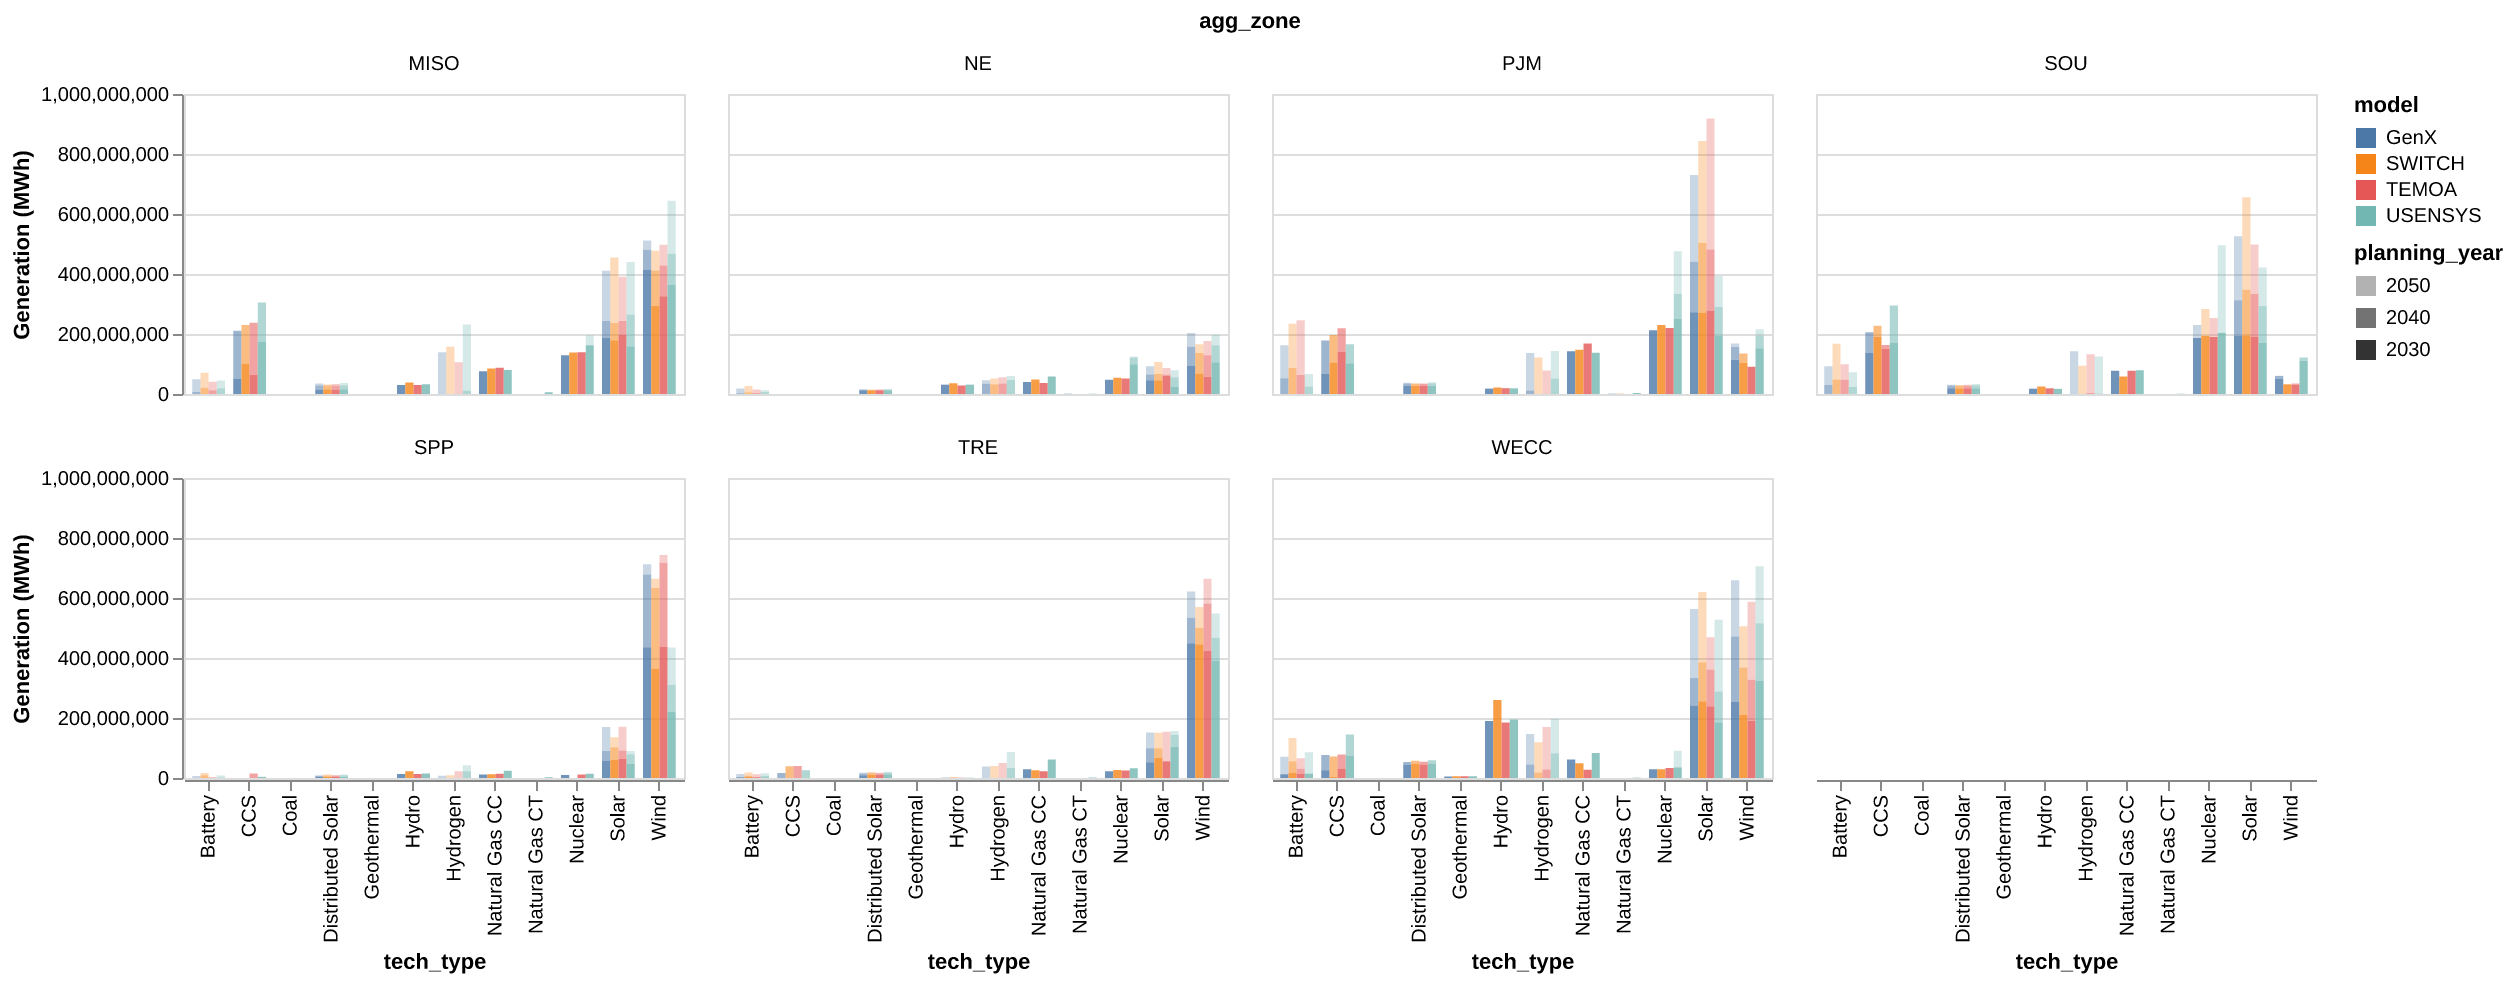 agg_zone
MISO
NE
PJM
SOU
Generation (MWh)
1,000,000,000
800,000,000
600,000,000
400,000,000
200,000,000
0
model
GenX
SWITCH
TEMOA
USENSYS
planning_year
2050
2040
2030
SPP
TRE
WECC
Generation (MWh)
1,000,000,000
800,000,000
600,000,000
400,000,000
200,000,000
0
Battery
CCS
Coal
Distributed Solar
Geothermal
Hydro
Hydrogen
Natural Gas CC
Natural Gas CT
Nuclear
Solar
Wind
Battery
CCS
Coal
Distributed Solar
Geothermal
Hydro
Hydrogen
Natural Gas CC
Natural Gas CT
Nuclear
Solar
Wind
Battery
CCS
Coal
Distributed Solar
Geothermal
Hydro
Hydrogen
Natural Gas CC
Natural Gas CT
Nuclear
Solar
Wind
Battery
CCS
Coal
Distributed Solar
Geothermal
Hydro
Hydrogen
Natural Gas CC
Natural Gas CT
Nuclear
Solar
Wind
tech_type
tech_type
tech_type
tech_type